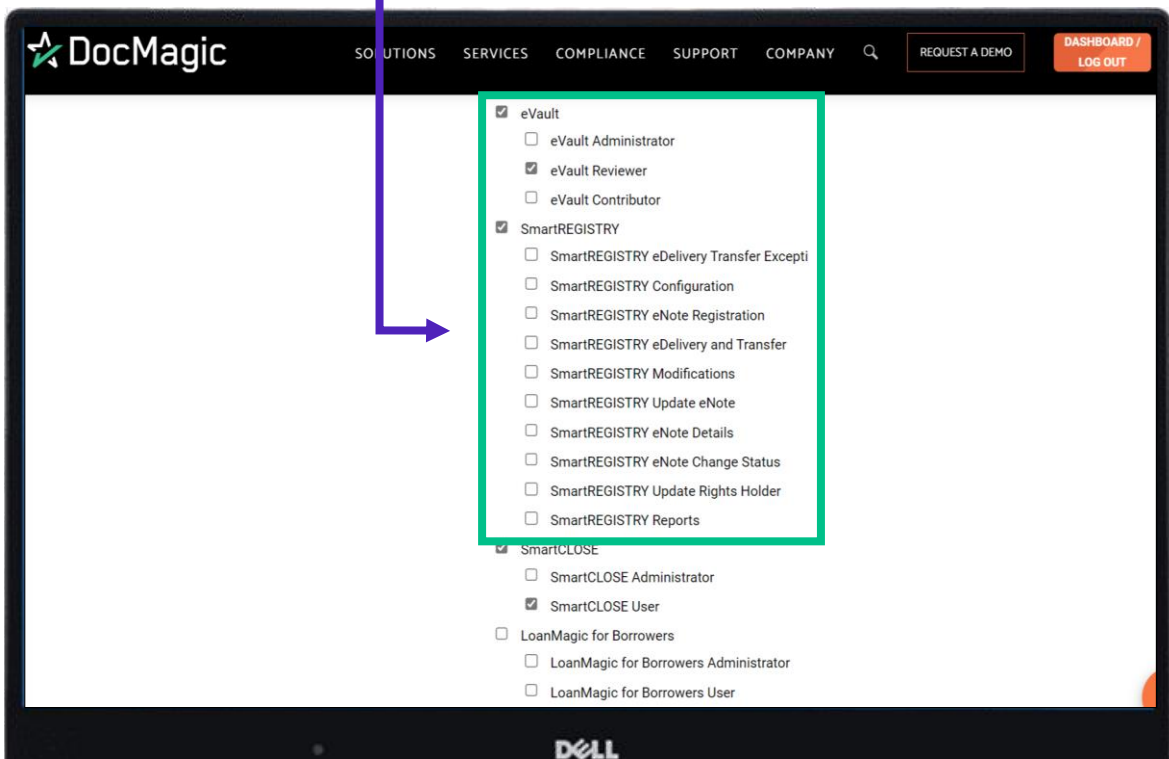 DocMagic
SOLUTIONS SERVICES COMPLIANCE SUPPORT COMPANY REQUEST A DEMO DASHBOARD /
LOG OUT
eVault
eVault Administrator
eVault Reviewer
eVault Contributor
SmartREGISTRY
SmartREGISTRY eDelivery Transfer Excepti
SmartREGISTRY Configuration
SmartREGISTRY eNote Registration
SmartREGISTRY eDelivery and Transfer
SmartREGISTRY Modifications
SmartREGISTRY Update eNote
SmartREGISTRY eNote Details
SmartREGISTRY eNote Change Status
SmartREGISTRY Update Rights Holder
SmartREGISTRY Reports
SmartCLOSE
SmartCLOSE Administrator
SmartCLOSE User
LoanMagic for Borrowers
LoanMagic for Borrowers Administrator
LoanMagic for Borrowers User
DELL